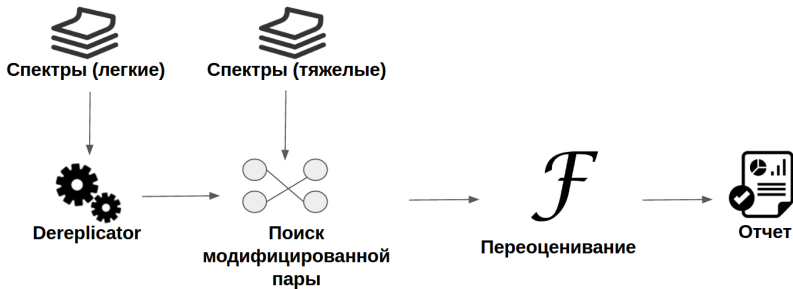 Спектры (легкие)
Спектры (тяжелые)
Dereplicator
Поиск
модифицированной
пары
ℱ
Переоценивание
Отчет